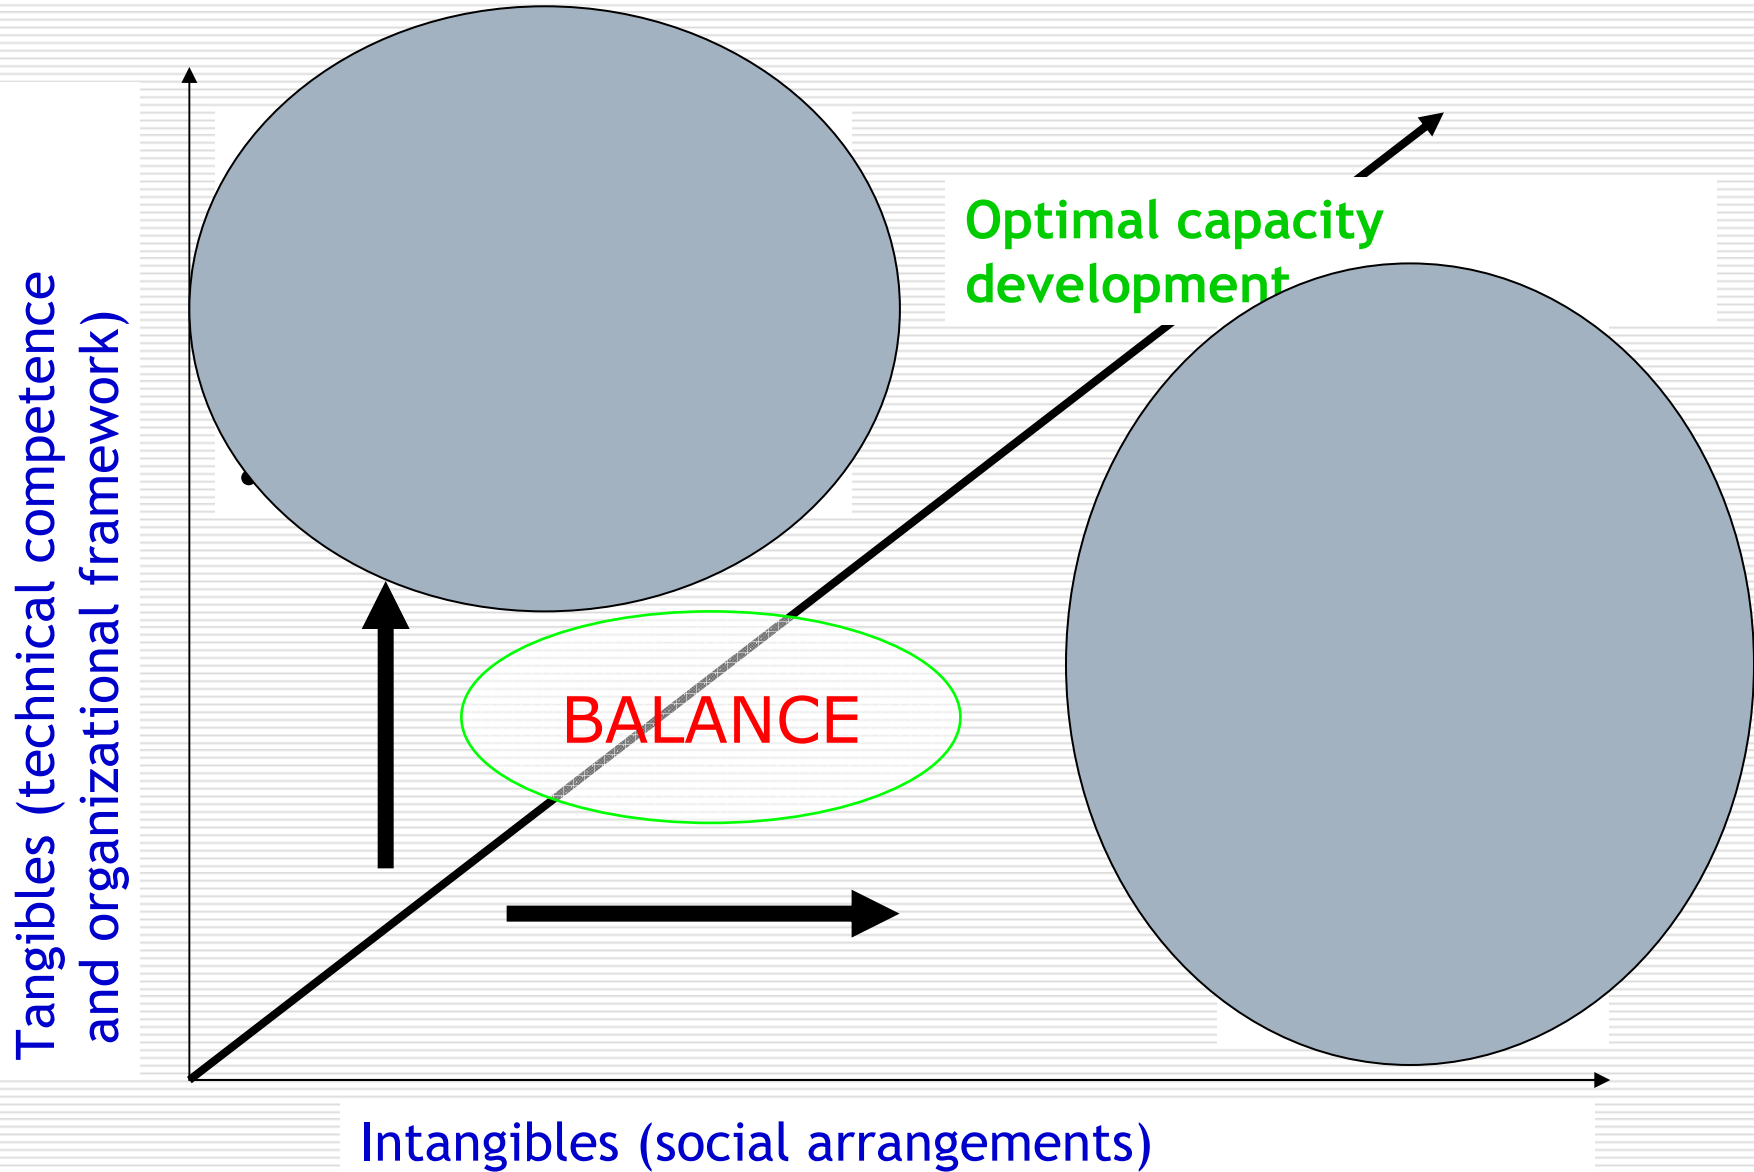 Tangibles (technical competence
and organizational framework)
Optimal capacity
development
BALANCE
Intangibles (social arrangements)